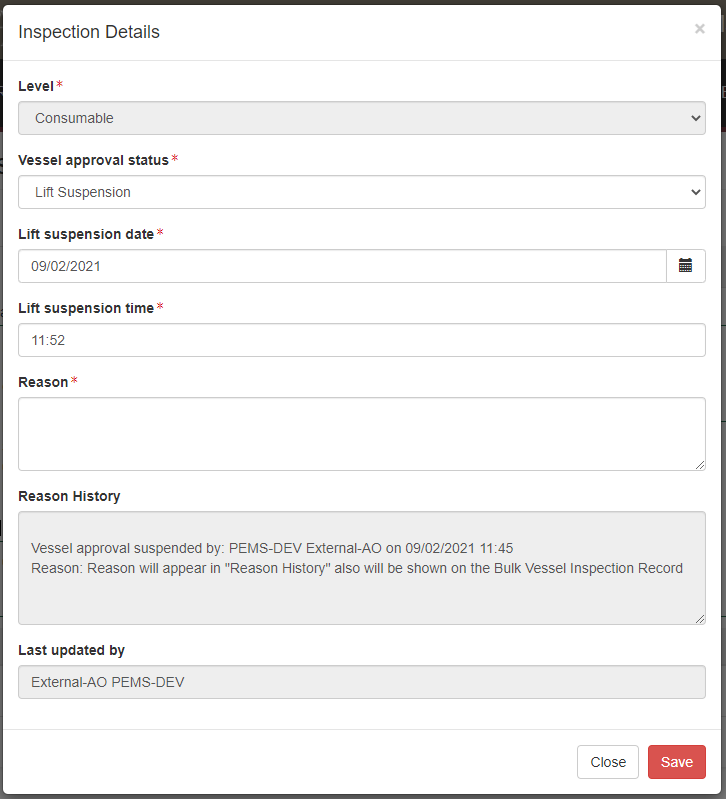 Inspection Details
×
Level*
Consumable
Vessel approval status*
Lift Suspension
Lift suspension date*
09/02/2021
Lift suspension time*
11:52
Reason*
Reason History
Vessel approval suspended by: PEMS-DEV External-AO on 09/02/2021 11:45
Reason: Reason will appear in "Reason History" also will be shown on the Bulk Vessel Inspection Record
Last updated by
External-AO PEMS-DEV
Close Save